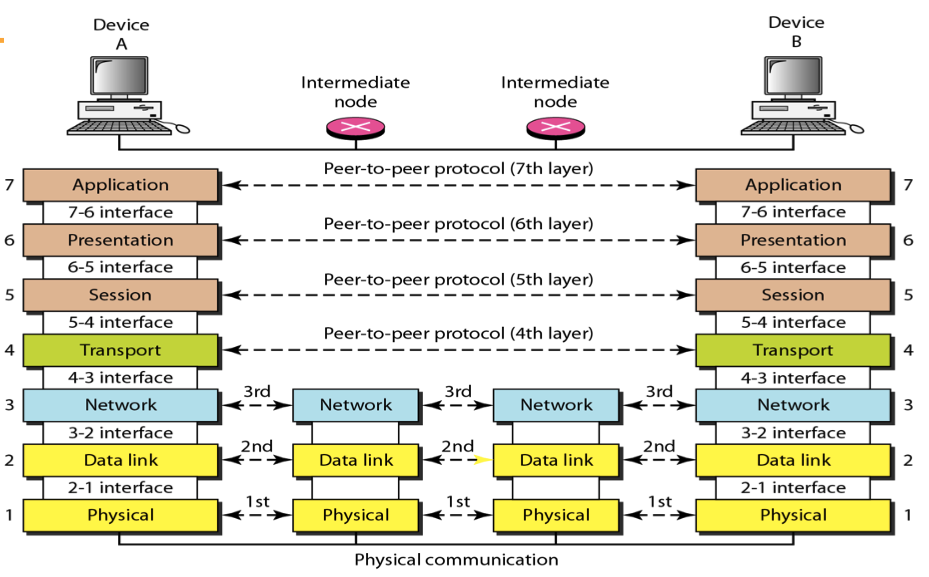 Device
A
Device
B
Intermediate
node
Intermediate
node
Peer-to-peer protocol (7th layer)
7 Application Application 7
7-6 interface 7-6 interface
Peer-to-peer protocol (6th layer)
6 Presentation Presentation 6
6-5 interface 6-5 interface
Peer-to-peer protocol (5th layer)
5 Session Session 5
5-4 interface 5-4 interface
Peer-to-peer protocol (4th layer)
4 Transport Transport 4
4-3 interface 4-3 interface
3rd 3rd 3rd
3 Network Network Network Network 3
3-2 interface 3-2 interface
2nd 2nd 2nd
2 Data link Data link Data link Data link 2
2-1 interface 2-1 interface
1st 1st 1st
1 Physical Physical Physical Physical 1
Physical communication